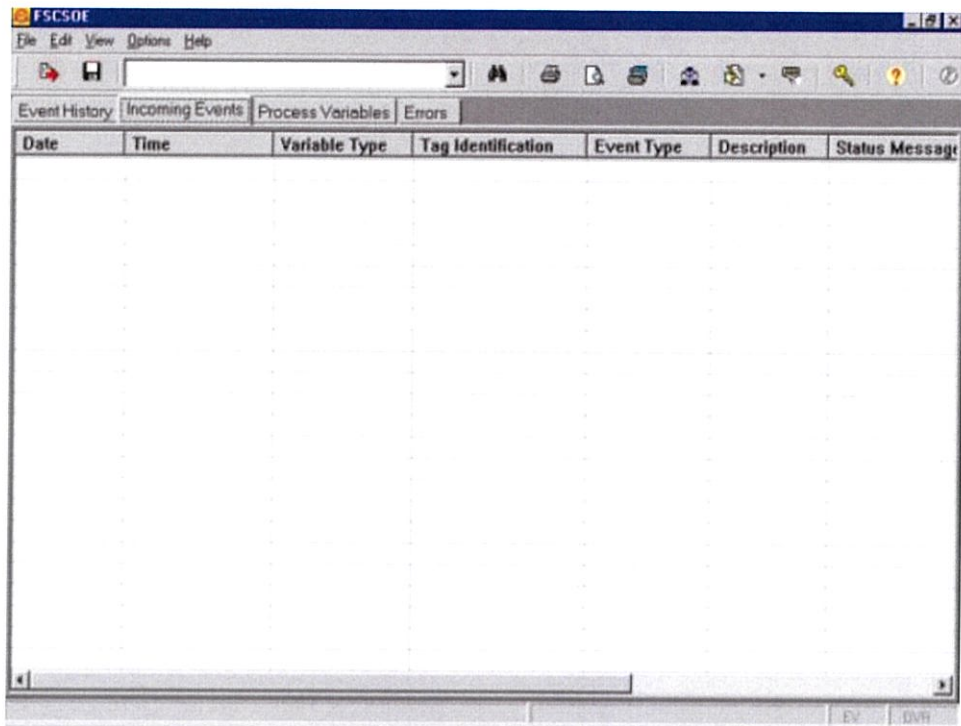 FSCSOE
File Edit View Options Help
Event History Incoming Events Process Variables Errors
Date Time Variable Type Tag Identification Event Type Description Status Message
EV OVR